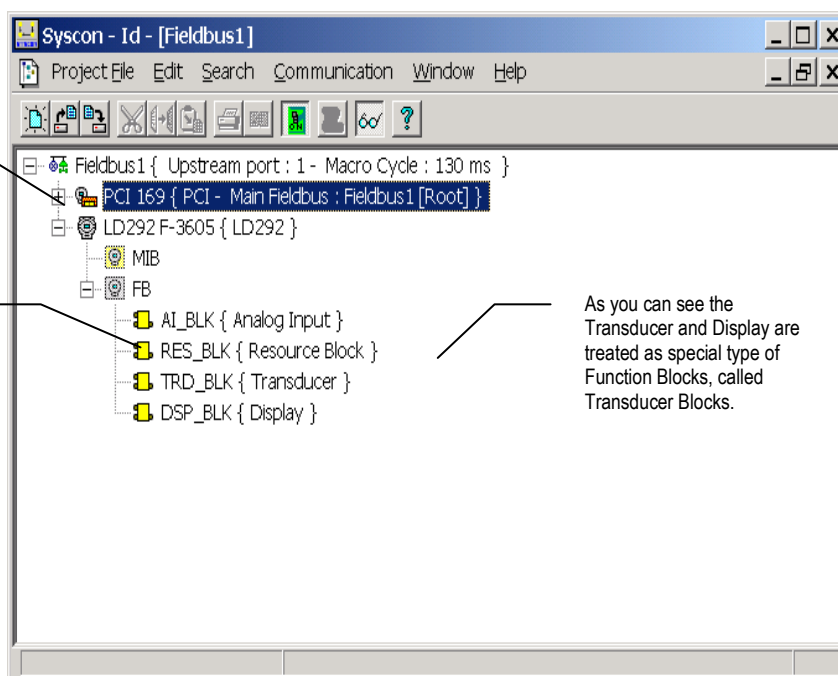 Syscon - Id - [Fieldbus1]
Project File Edit Search Communication Window Help
Fieldbus1 { Upstream port : 1 - Macro Cycle : 130 ms }
PCI 169 { PCI - Main Fieldbus : Fieldbus1 [Root] }
LD292 F-3605 { LD292 }
MIB
FB
AI_BLK { Analog Input }
RES_BLK { Resource Block }
TRD_BLK { Transducer }
DSP_BLK { Display }
As you can see the
Transducer and Display are
treated as special type of
Function Blocks, called
Transducer Blocks.